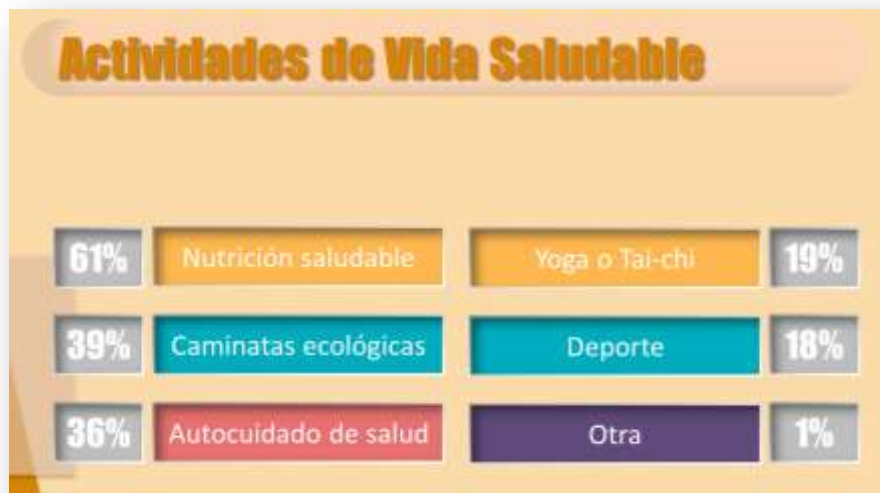 Actividades de Vida Saludable
61% Nutrición saludable Yoga o Tai-chi 19%
39% Caminatas ecológicas Deporte 18%
36% Autocuidado de salud Otra 1%